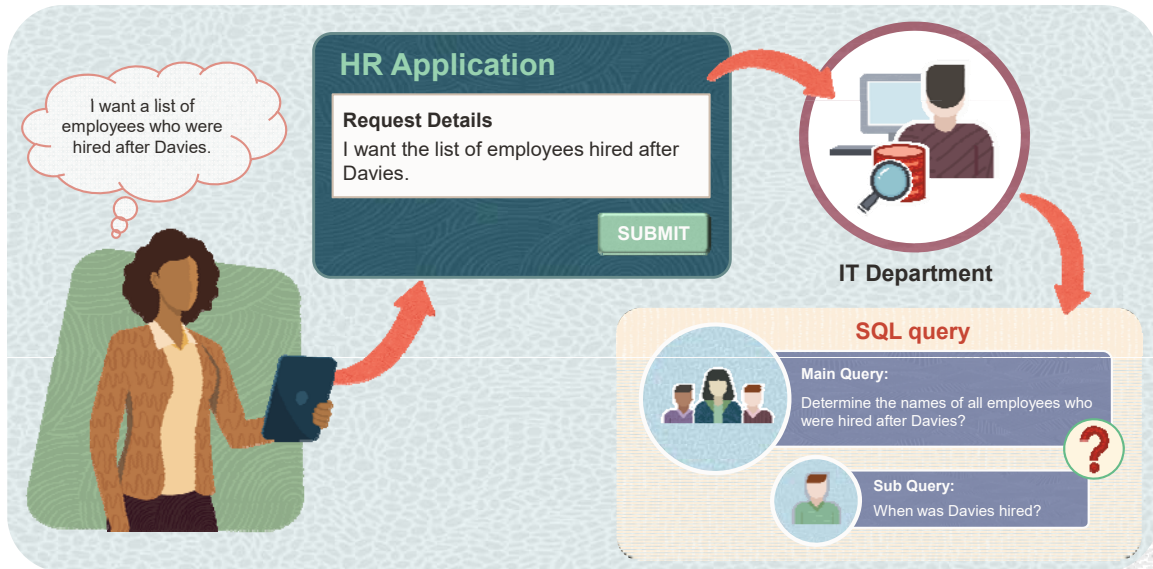 I want a list of
employees who were
hired after Davies.
HR Application
Request Details
I want the list of employees hired after
Davies.
SUBMIT
IT Department
SQL query
Main Query:
Determine the names of all employees who
were hired after Davies?
?
Sub Query:
When was Davies hired?